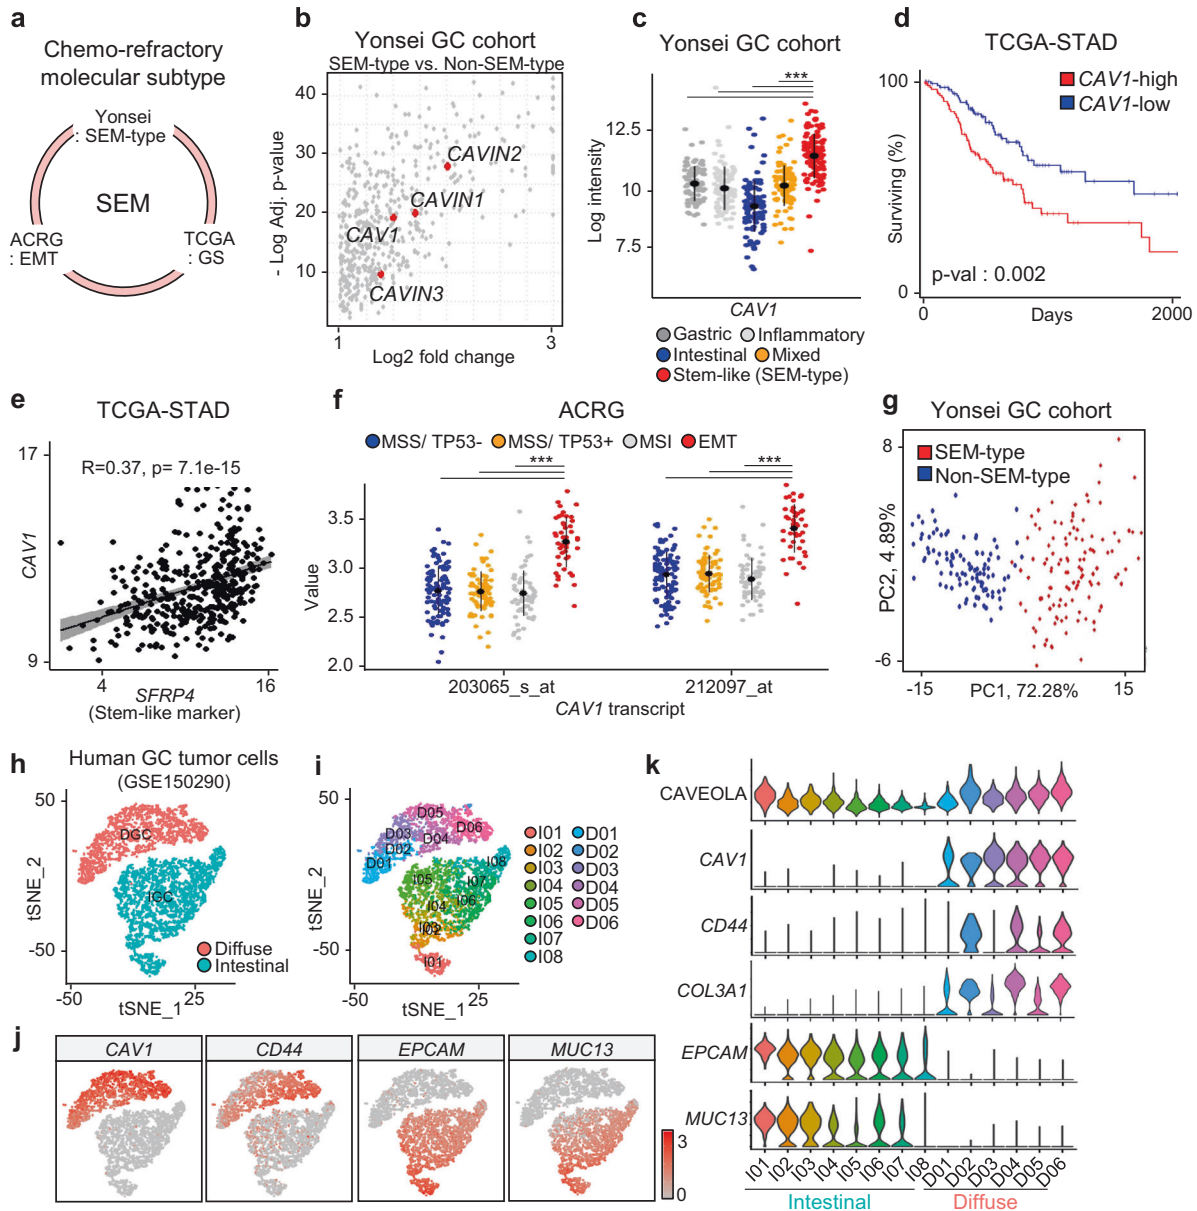 a
Chemo-refractory
molecular subtype
Yonsei
: SEM-type
SEM
ACRG
: EMT
TCGA
: GS
b
Yonsei GC cohort
SEM-type vs. Non-SEM-type
- Log Adj. p-value
40
30
20
10
CAVIN2
CAVIN1
CAV1
CAVIN3
1
3
Log2 fold change
c
Yonsei GC cohort
***
Log intensity
12.5
10
7.5
CAV1
Gastric
Inflammatory
Intestinal
Mixed
Stem-like (SEM-type)
d
TCGA-STAD
CAV1-high
CAV1-low
Surviving (%)
100
0
p-val : 0.002
0
Days
2000
e
TCGA-STAD
17
R=0.37, p= 7.1e-15
CAV1
9
4
16
SFRP4
(Stem-like marker)
f
ACRG
MSS/ TP53-
MSS/ TP53+
MSI
EMT
***
***
Value
3.5
3.0
2.5
2.0
203065_s_at
212097_at
CAV1 transcript
g
Yonsei GC cohort
8
SEM-type
Non-SEM-type
PC2, 4.89%
-6
-15
PC1, 72.28%
15
h
Human GC tumor cells
(GSE150290)
50
DGC
tSNE_2
IGC
-50
Diffuse
Intestinal
-50
tSNE_1
25
i
50
D05
D03
D06
D04
D02
D01
I08
I05
I07
I06
I04
I03
I02
I01
tSNE_2
-50
-50
tSNE_1
25
I01
I02
I03
I04
I05
I06
I07
I08
D01
D02
D03
D04
D05
D06
j
CAV1
CD44
EPCAM
MUC13
3
0
k
CAVEOLA
CAV1
CD44
COL3A1
EPCAM
MUC13
I01
I02
I03
I04
I05
I06
I07
I08
D01
D02
D03
D04
D05
D06
Intestinal
Diffuse